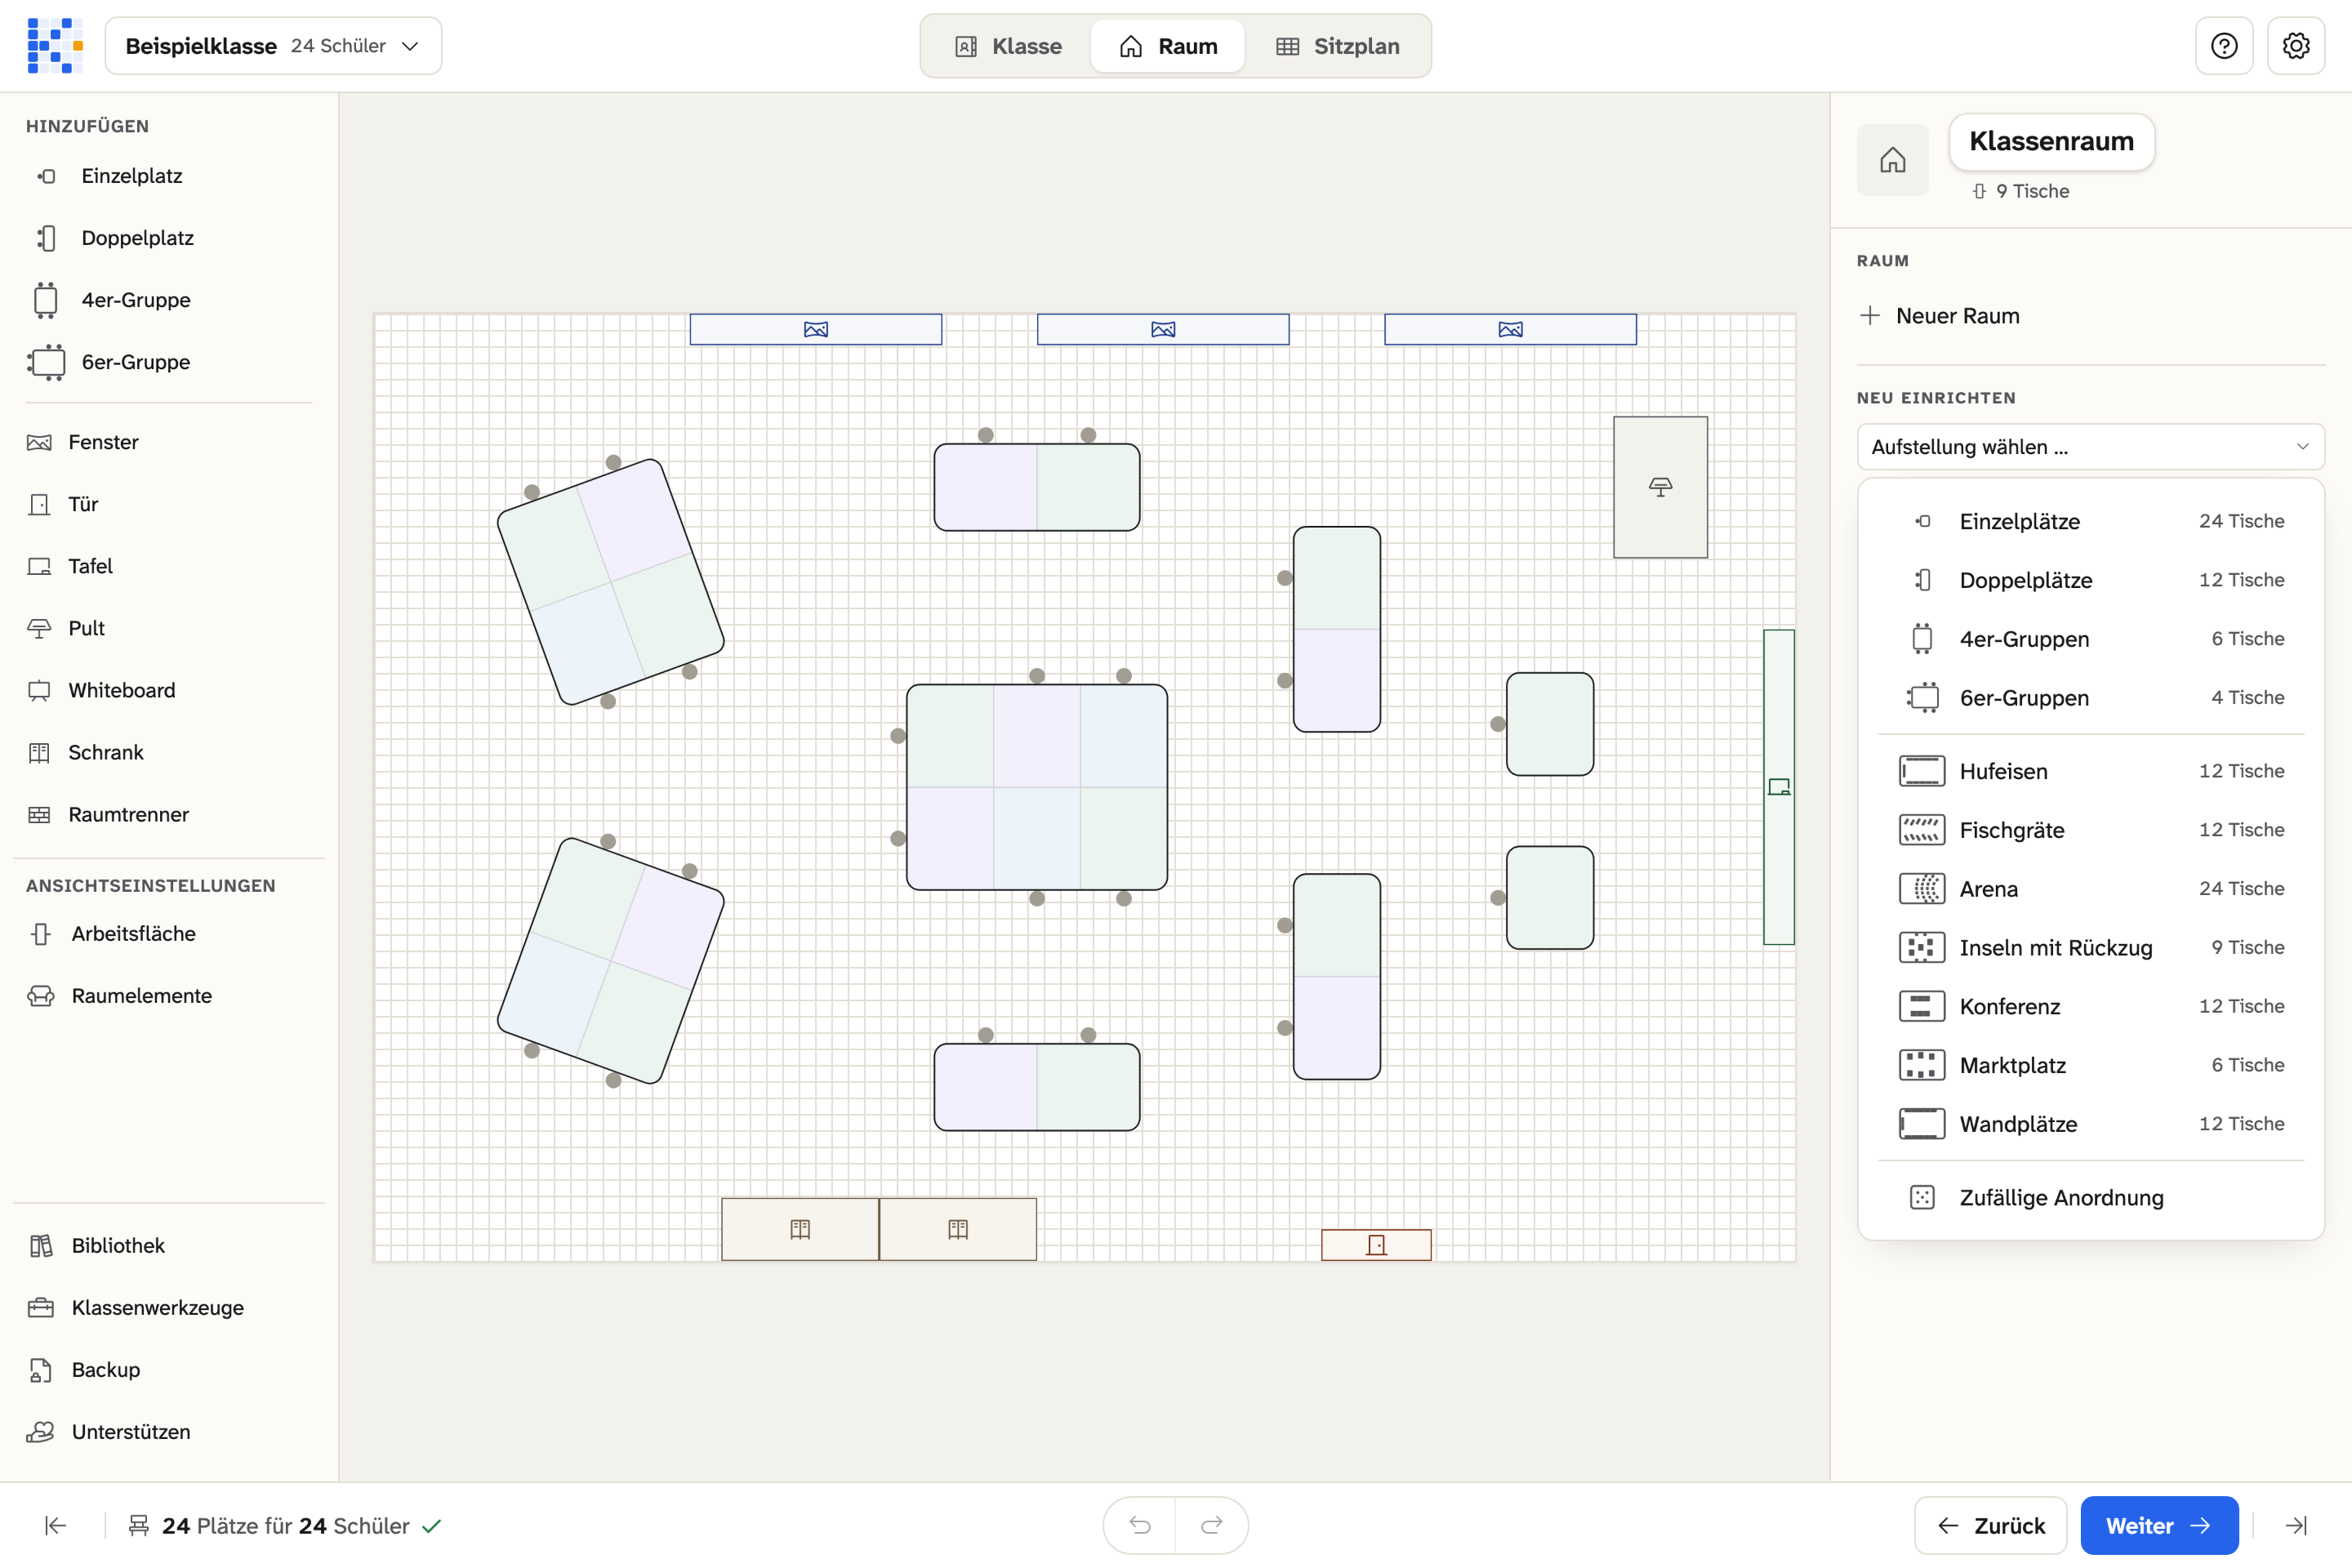 Beispielklasse 24 Schüler
Klasse
Raum
Sitzplan
HINZUFÜGEN
Einzelplatz
Doppelplatz
4er-Gruppe
6er-Gruppe
Fenster
Tür
Tafel
Pult
Whiteboard
Schrank
Raumtrenner
ANSICHTSEINSTELLUNGEN
Arbeitsfläche
Raumelemente
Bibliothek
Klassenwerkzeuge
Backup
Unterstützen
Klassenraum
9 Tische
RAUM
Neuer Raum
NEU EINRICHTEN
Aufstellung wählen ...
Einzelplätze 24 Tische
Doppelplätze 12 Tische
4er-Gruppen 6 Tische
6er-Gruppen 4 Tische
Hufeisen 12 Tische
Fischgräte 12 Tische
Arena 24 Tische
Inseln mit Rückzug 9 Tische
Konferenz 12 Tische
Marktplatz 6 Tische
Wandplätze 12 Tische
Zufällige Anordnung
24 Plätze für 24 Schüler
Zurück
Weiter